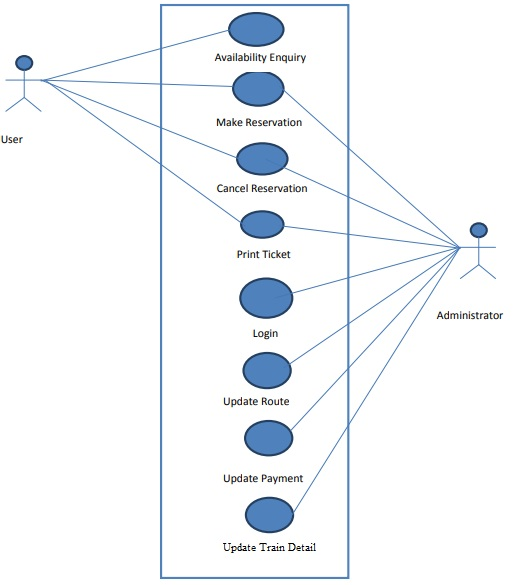 Availability Enquiry
Make Reservation
User
Cancel Reservation
Print Ticket
Administrator
Login
Update Route
Update Payment
Update Train Detail